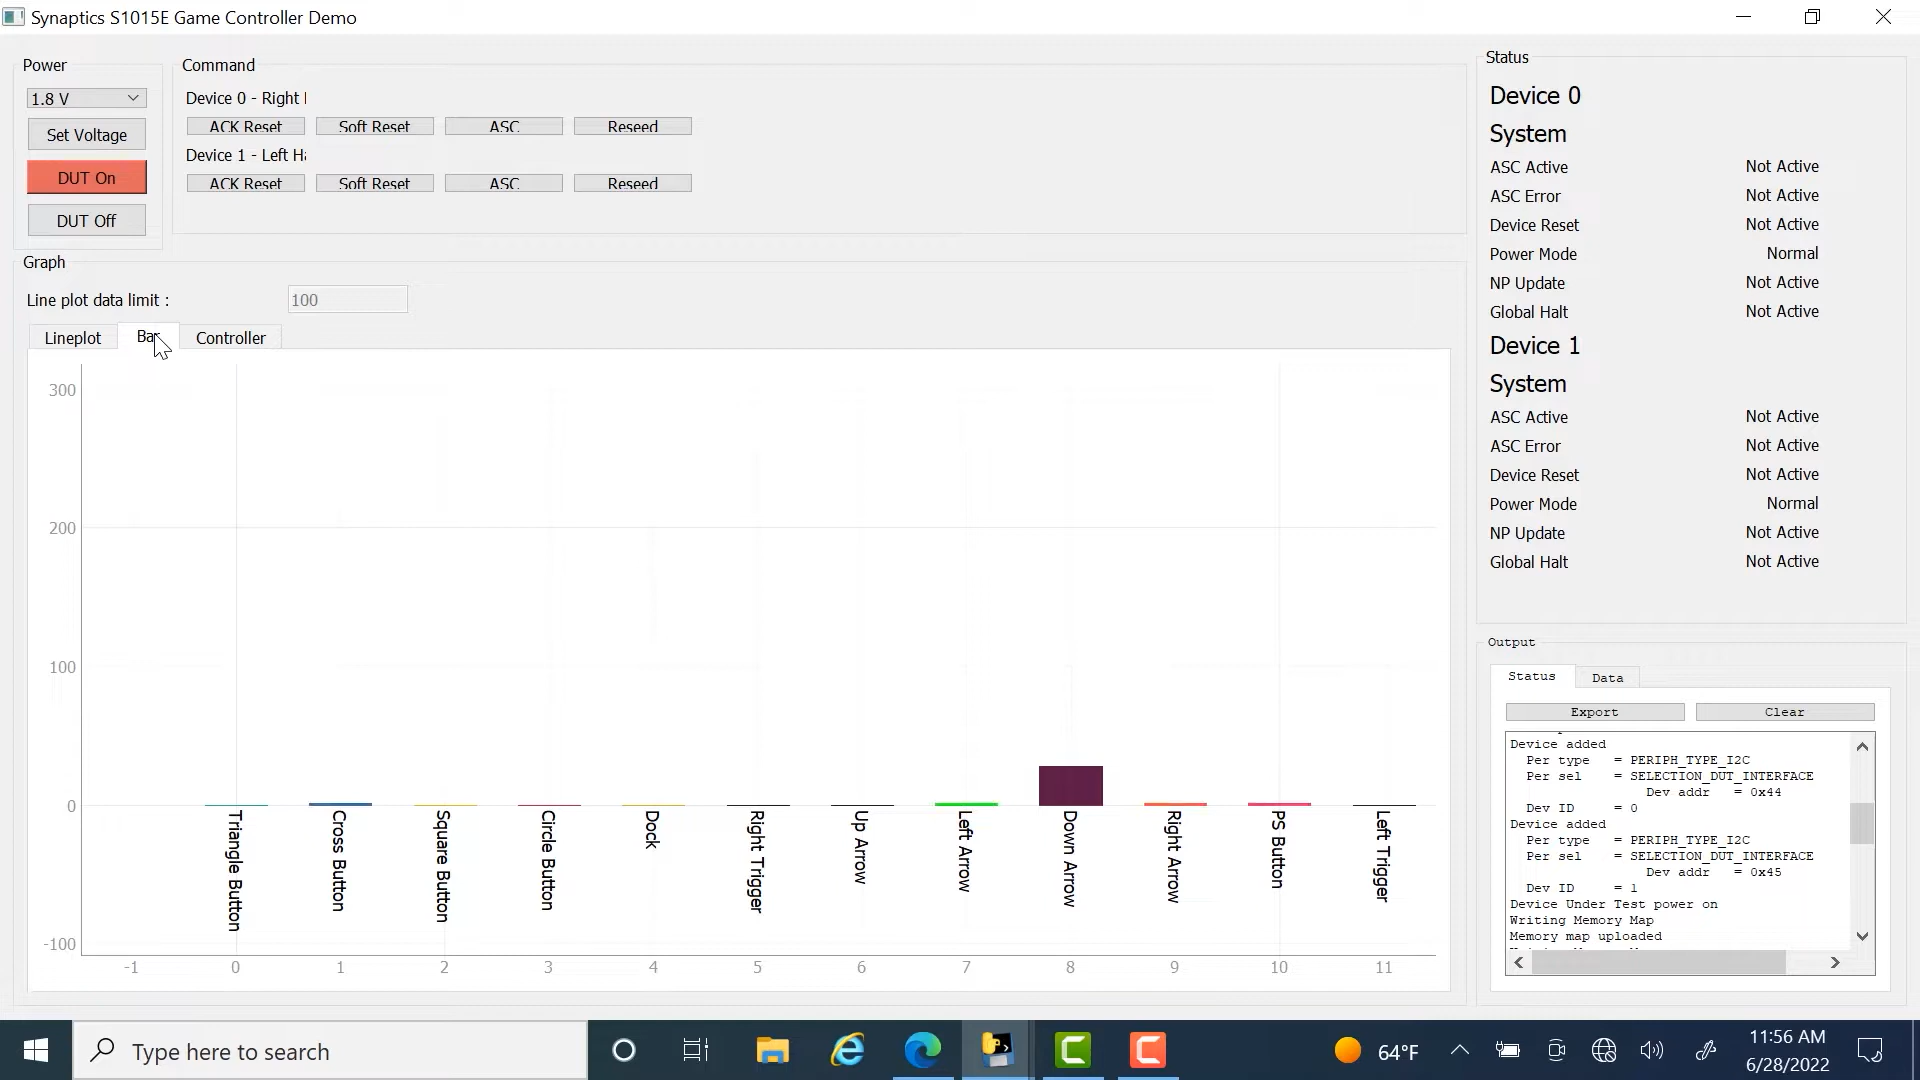 Synaptics S1015E Game Controller Demo
Power
1.8 V
Set Voltage
DUT On
DUT Off
Command
Device 0 - Right
ACK Reset Soft Reset ASC Reseed
Device 1 - Left
ACK Reset Soft Reset ASC Reseed
Graph
Line plot data limit : 100
Lineplot Controller
300
200
100
0
-100
Triangle Button
Cross Button
Square Button
Circle Button
Dock
Right Trigger
Up Arrow
Left Arrow
Down Arrow
Right Arrow
PS Button
Left Trigger
-1 0 1 2 3 4 5 6 7 8 9 10 11
Status
Device 0
System
ASC Active Not Active
ASC Error Not Active
Device Reset Not Active
Power Mode Normal
NP Update Not Active
Global Halt Not Active
Device 1
System
ASC Active Not Active
ASC Error Not Active
Device Reset Not Active
Power Mode Normal
NP Update Not Active
Global Halt Not Active
Output
Status Data
Export Clear
Device added
Per type = PERIPH_TYPE_I2C
Per sel = SELECTION_DUT_INTERFACE
Dev addr = 0x44
Dev ID = 0
Device added
Per type = PERIPH_TYPE_I2C
Per sel = SELECTION_DUT_INTERFACE
Dev addr = 0x45
Dev ID = 1
Device Under Test power on
Writing Memory Map
Memory map uploaded
Type here to search
64°F
11:56 AM
6/28/2022